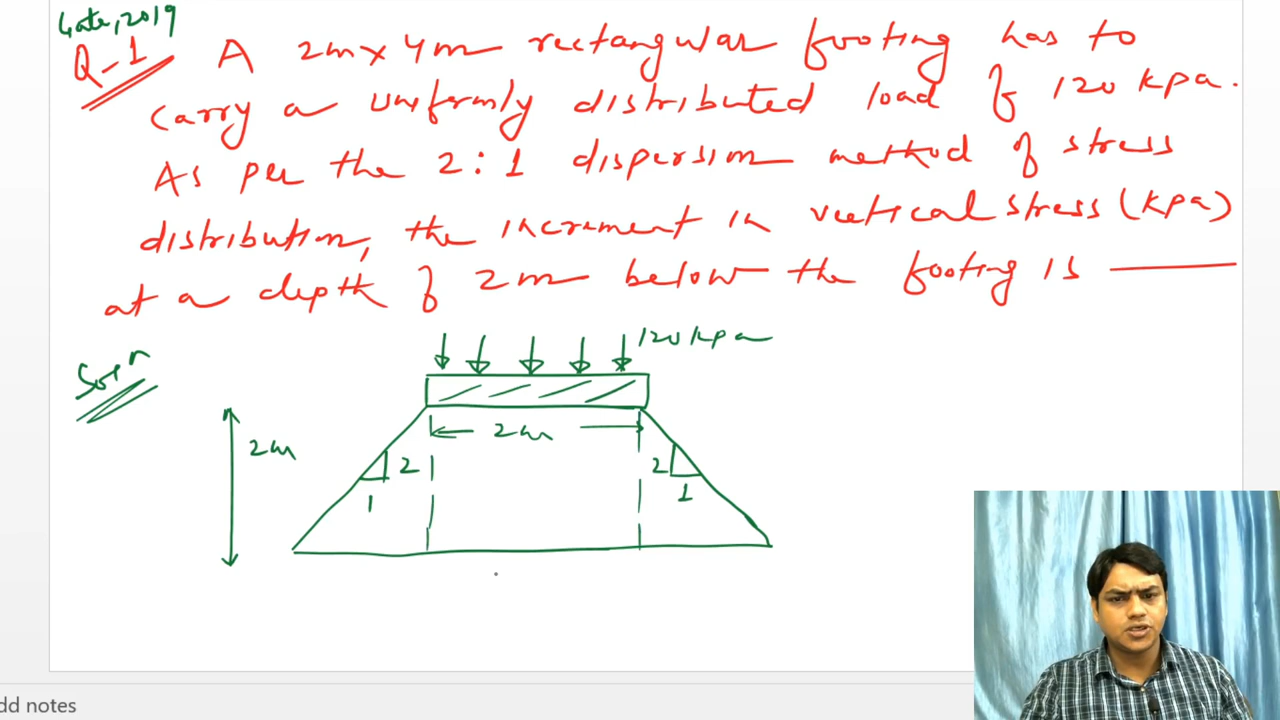 Gate, 2019
Q-1 A 2m x 4m rectangular footing has to
carry a uniformly distributed load of 120 kpa.
As per the 2:1 dispersion method of stress
distribution, the increment in vertical stress (kpa)
at a depth of 2m below the footing is ———
Solⁿ
120 kpa
2m
2m
2
1
2
1
dd notes